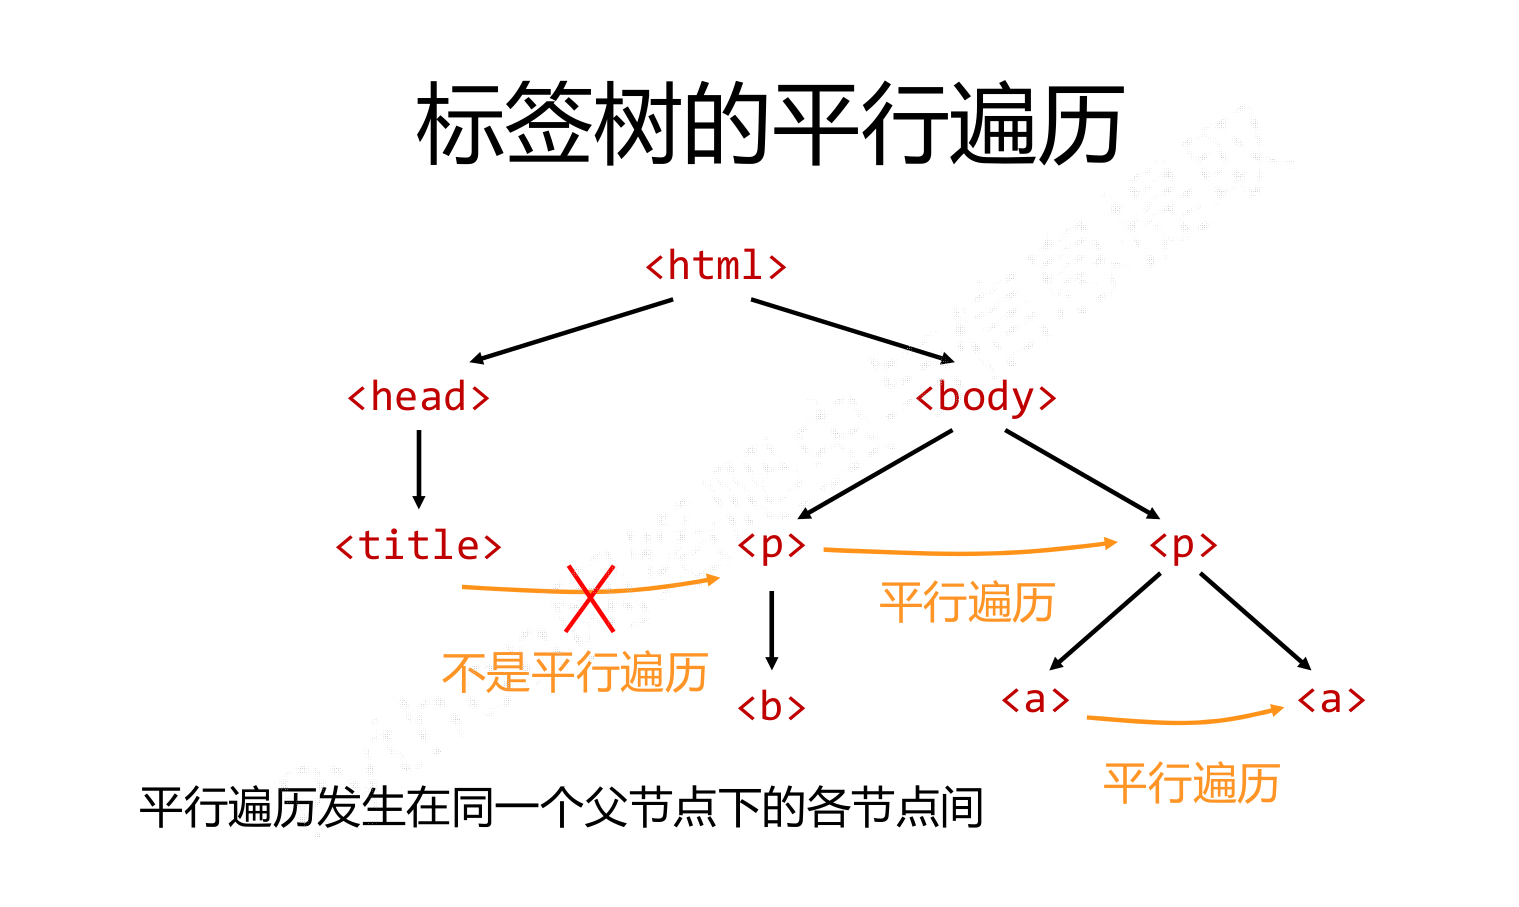 标签树的平行遍历
<html>
<head>
<body>
<title>
<p>
<p>
平行遍历
不是平行遍历
<b>
<a>
<a>
平行遍历
平行遍历发生在同一个父节点下的各节点间